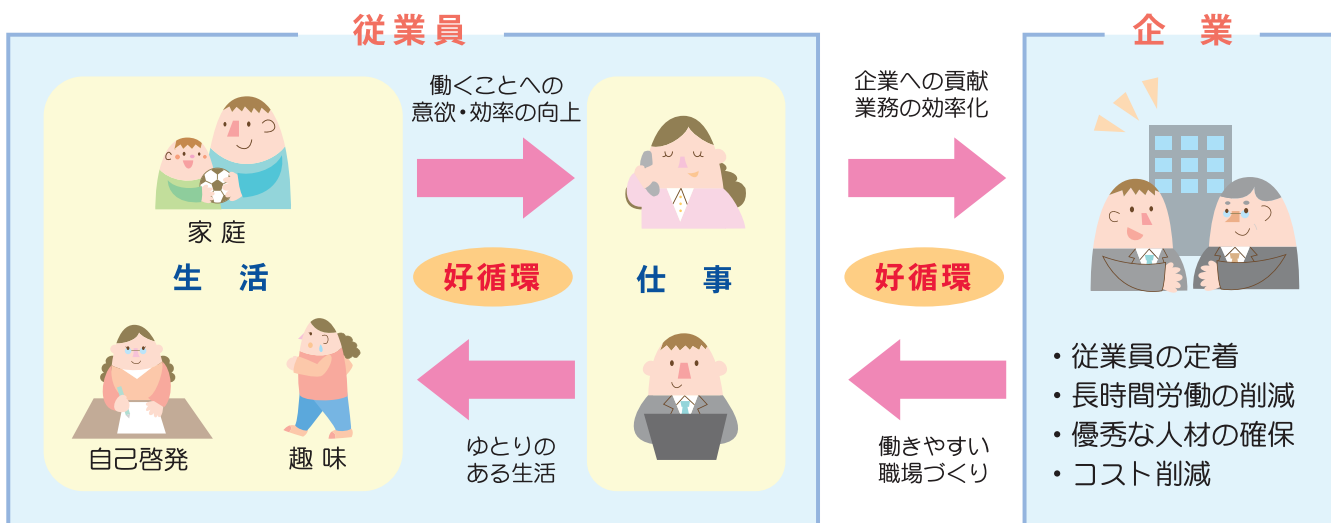 従業員
企業
働くことへの
意欲・効率の向上
企業への貢献
業務の効率化
家庭
生活
好循環
仕事
好循環
自己啓発
趣味
ゆとりの
ある生活
働きやすい
職場づくり
・従業員の定着
・長時間労働の削減
・優秀な人材の確保
・コスト削減